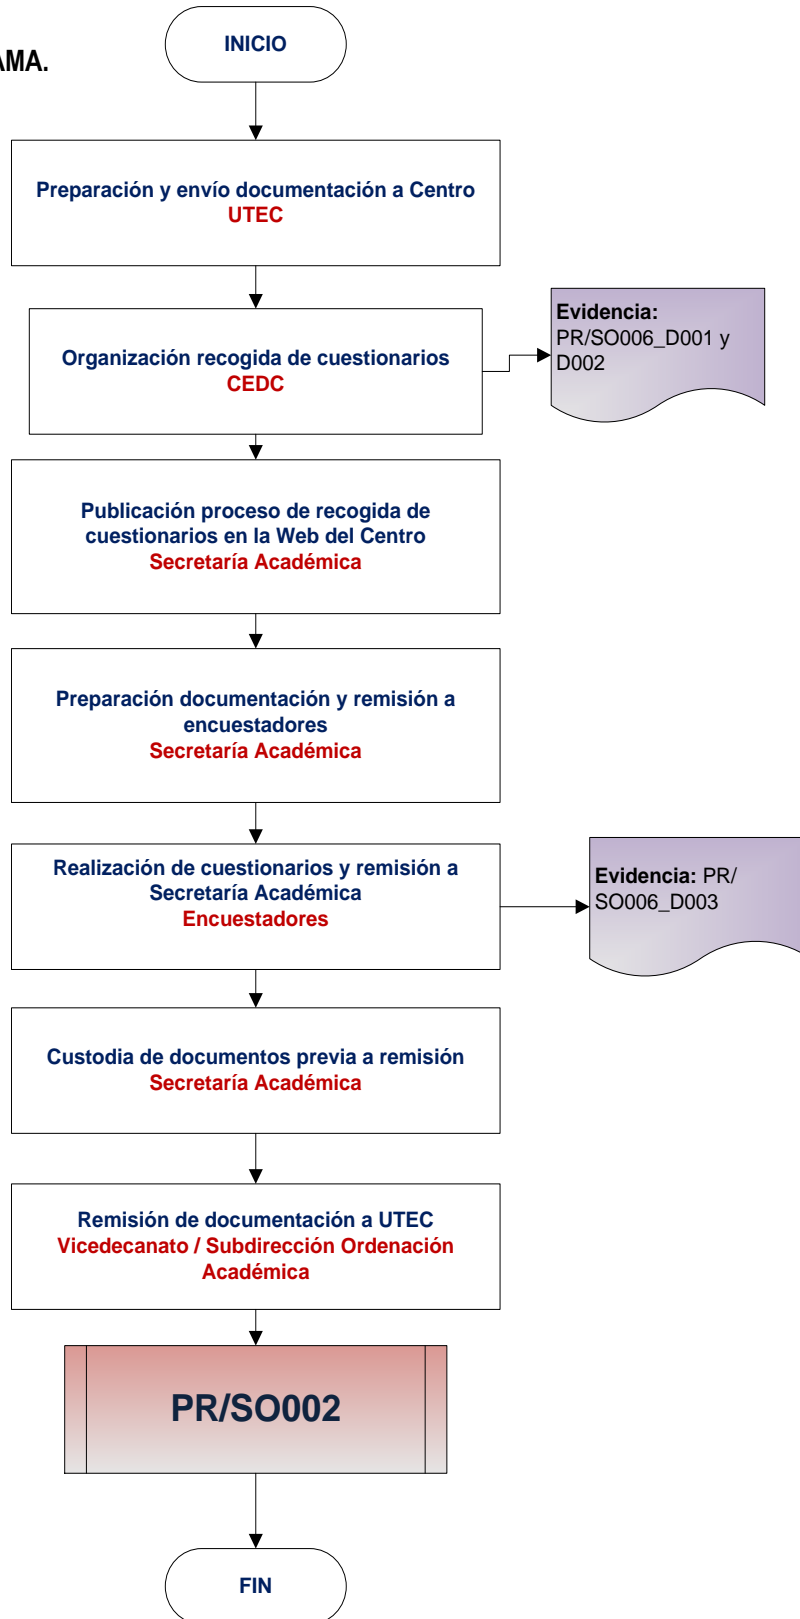 INICIO
AMA.
Preparación y envío documentación a Centro
UTEC
Organización recogida de cuestionarios
CEDC
Evidencia:
PR/SO006_D001 y
D002
Publicación proceso de recogida de
cuestionarios en la Web del Centro
Secretaría Académica
Preparación documentación y remisión a
encuestadores
Secretaría Académica
Realización de cuestionarios y remisión a
Secretaría Académica
Encuestadores
Evidencia: PR/
SO006_D003
Custodia de documentos previa a remisión
Secretaría Académica
Remisión de documentación a UTEC
Vicedecanato / Subdirección Ordenación
Académica
PR/SO002
FIN